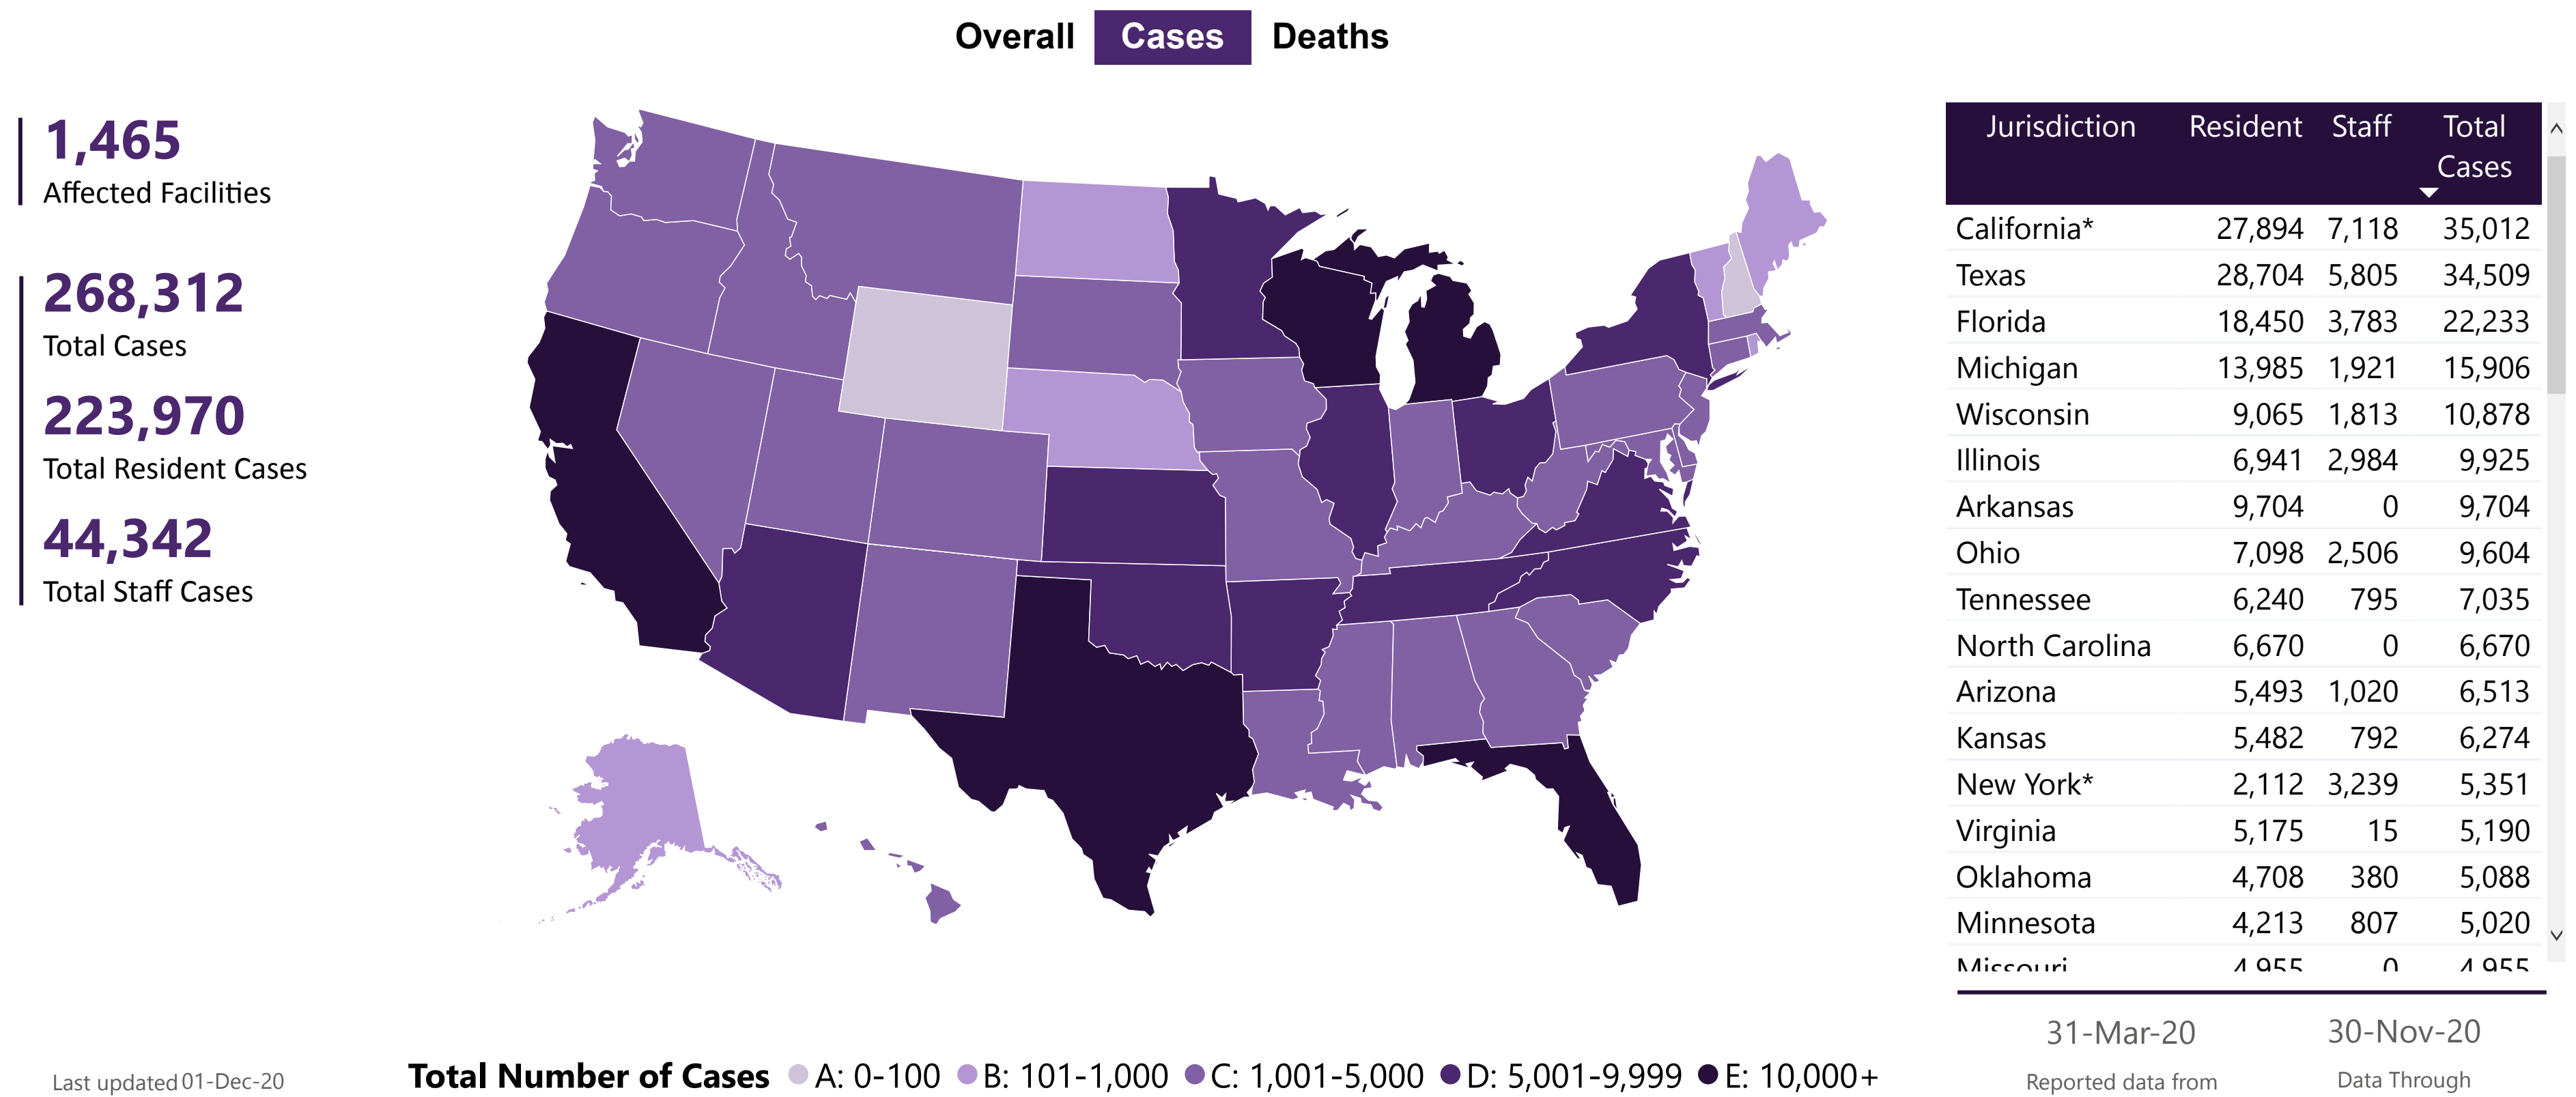 Overall Cases Deaths
1,465
Affected Facilities
268,312
Total Cases
223,970
Total Resident Cases
44,342
Total Staff Cases
Last updated 01-Dec-20
Total Number of Cases A: 0-100 B: 101-1,000 C: 1,001-5,000 D: 5,001-9,999 E: 10,000+
Jurisdiction Resident Staff Total
Cases
California* 27,894 7,118 35,012
Texas 28,704 5,805 34,509
Florida 18,450 3,783 22,233
Michigan 13,985 1,921 15,906
Wisconsin 9,065 1,813 10,878
Illinois 6,941 2,984 9,925
Arkansas 9,704 0 9,704
Ohio 7,098 2,506 9,604
Tennessee 6,240 795 7,035
North Carolina 6,670 0 6,670
Arizona 5,493 1,020 6,513
Kansas 5,482 792 6,274
New York* 2,112 3,239 5,351
Virginia 5,175 15 5,190
Oklahoma 4,708 380 5,088
Minnesota 4,213 807 5,020
Missouri 4,955 0 4,955
31-Mar-20 30-Nov-20
Reported data from Data Through